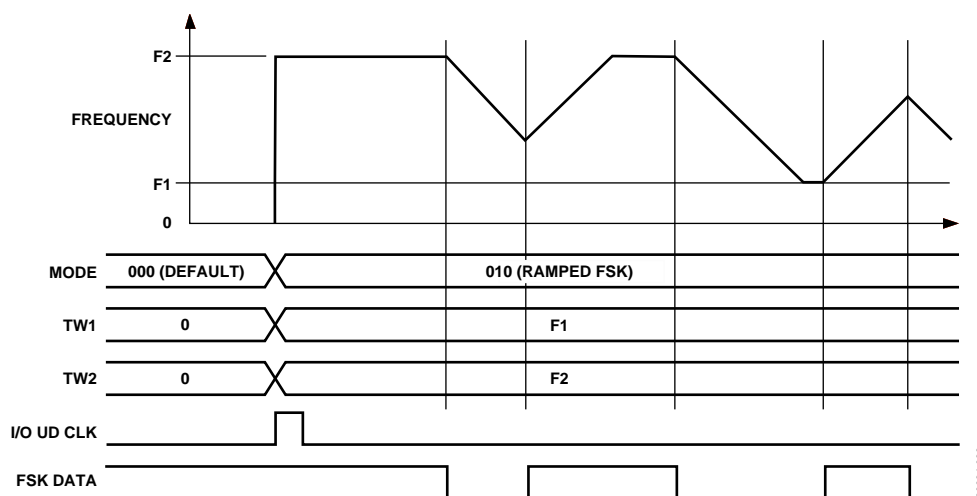 F2
FREQUENCY
F1
0
MODE 000 (DEFAULT) 010 (RAMPED FSK)
TW1 0 F1
TW2 0 F2
I/O UD CLK
FSK DATA